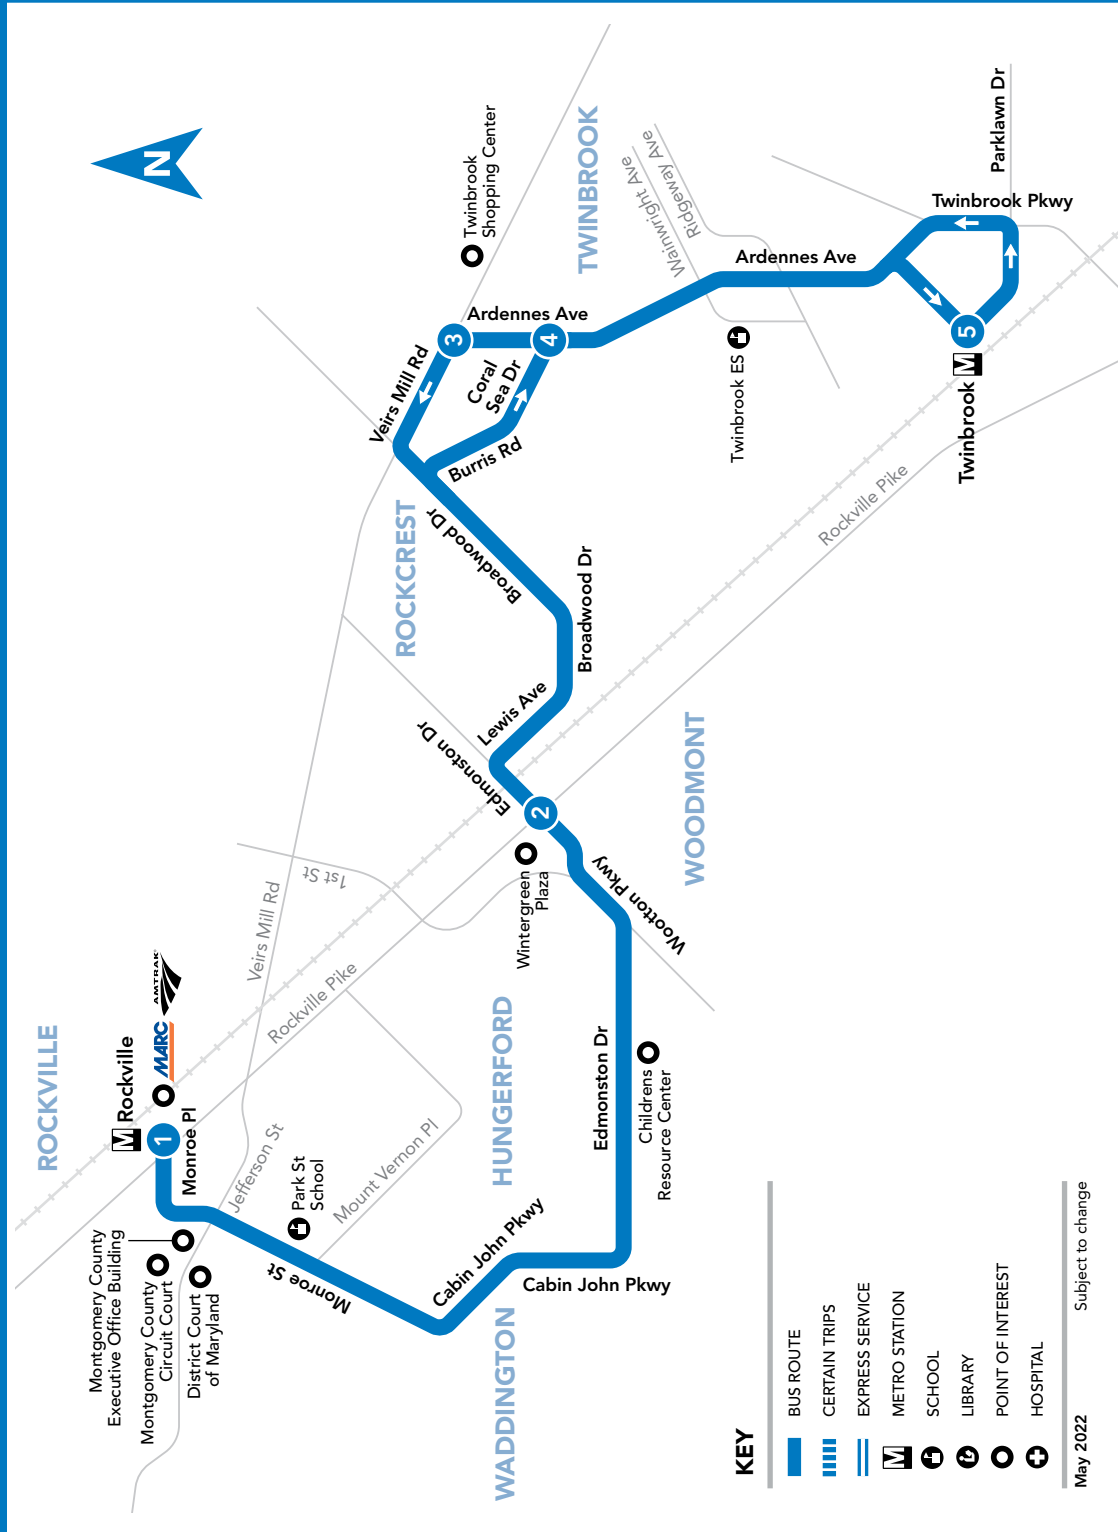 N
ROCKVILLE
M
Rockville
MARC
AMTRAK
1
Monroe Pl
Montgomery County
Executive Office Building
Montgomery County
Circuit Court
District Court
of Maryland
Jefferson St
Veirs Mill Rd
1st St
Rockville Pike
Park St
School
Mount Vernon Pl
Monroe St
Cabin John Pkwy
Cabin John Pkwy
WADDINGTON
HUNGERFORD
Edmonston Dr
Childrens
Resource Center
Wintergreen
Plaza
Wootton Pkwy
2
Edmonston Dr
Lewis Ave
WOODMONT
Broadwood Dr
Broadwood Dr
ROCKCREST
Veirs Mill Rd
Burris Rd
Coral
Sea Dr
3
Ardennes Ave
4
Twinbrook
Shopping Center
TWINBROOK
Wainwright Ave
Ridgeway Ave
Twinbrook ES
Ardennes Ave
Rockville Pike
Twinbrook
M
5
Twinbrook Pkwy
Parklawn Dr
KEY
BUS ROUTE
CERTAIN TRIPS
EXPRESS SERVICE
M
METRO STATION
SCHOOL
LIBRARY
POINT OF INTEREST
HOSPITAL
May 2022
Subject to change